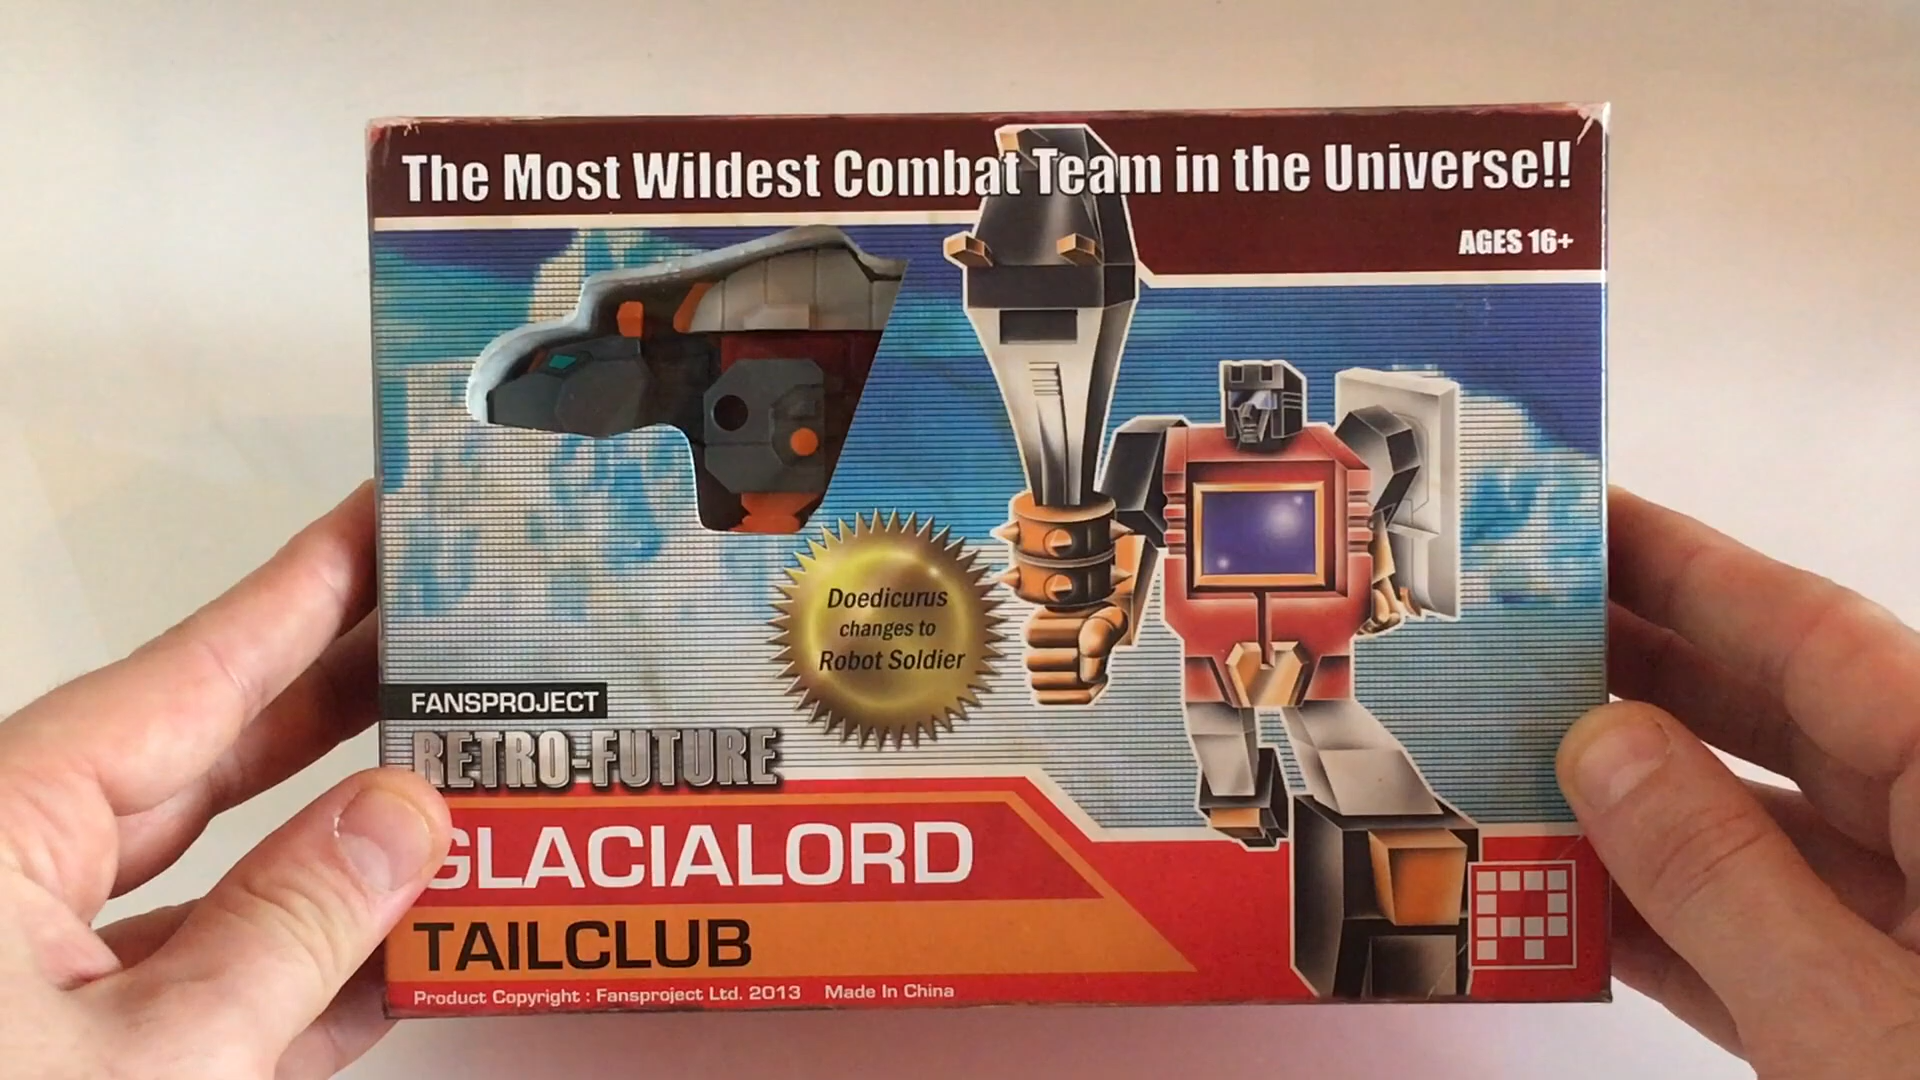 The Most Wildest Combat Team in the Universe!!
AGES 16+
Doedicurus
changes to
Robot Soldier
FANSPROJECT
RETRO-FUTURE
GLACIALORD
TAILCLUB
Product Copyright : Fansproject Ltd. 2013 Made In China